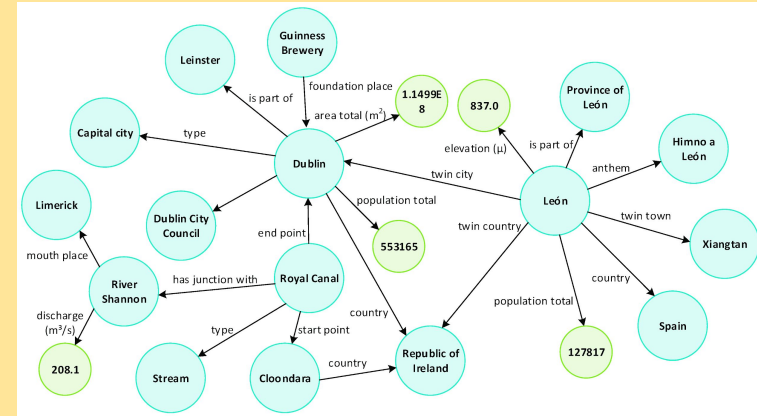 Guinness
Brewery
Leinster
foundation place
is part of
area total (m²)
1.1499E
8
837.0
Province of
León
Capital city
type
elevation (µ)
is part of
Himno a
León
anthem
Dublin
twin city
León
Limerick
Dublin City
Council
population total
twin country
twin town
Xiangtan
mouth place
end point
553165
River
Shannon
has junction with
Royal Canal
country
population total
country
Spain
discharge
(m³/s)
type
start point
208.1
Stream
Cloondara
country
Republic of
Ireland
127817